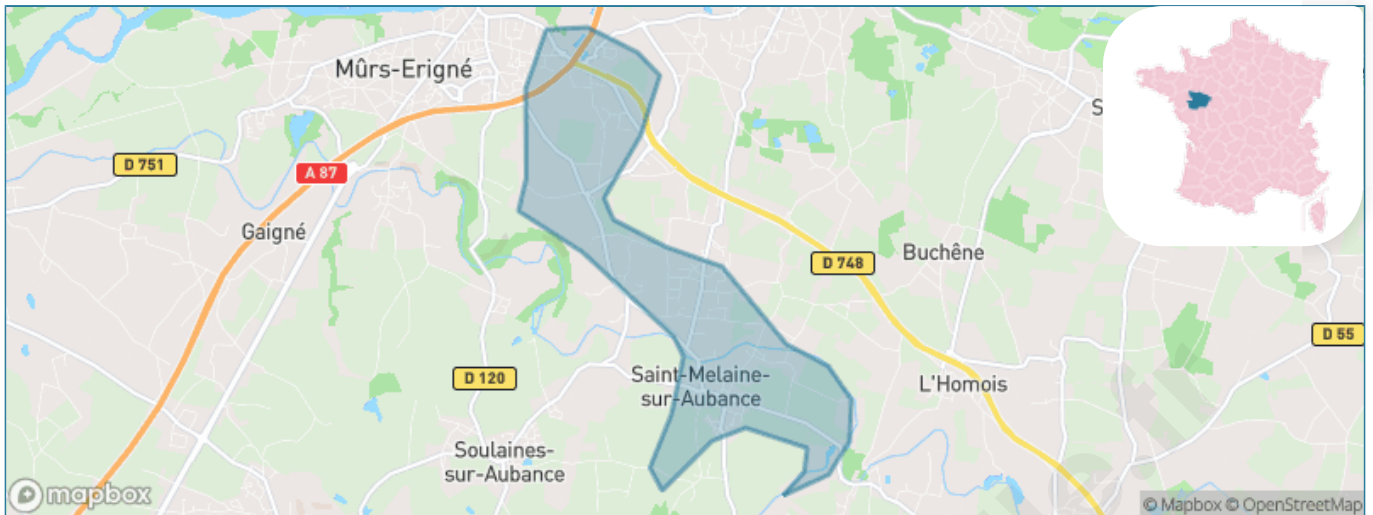 Mûrs-Erigné
S
D 751
A 87
Gaigné
D 748
Buchêne
D 55
D 120
Saint-Melaine-
sur-Aubance
L'Homois
Soulaines-
sur-Aubance
mapbox
© Mapbox © OpenStreetMap